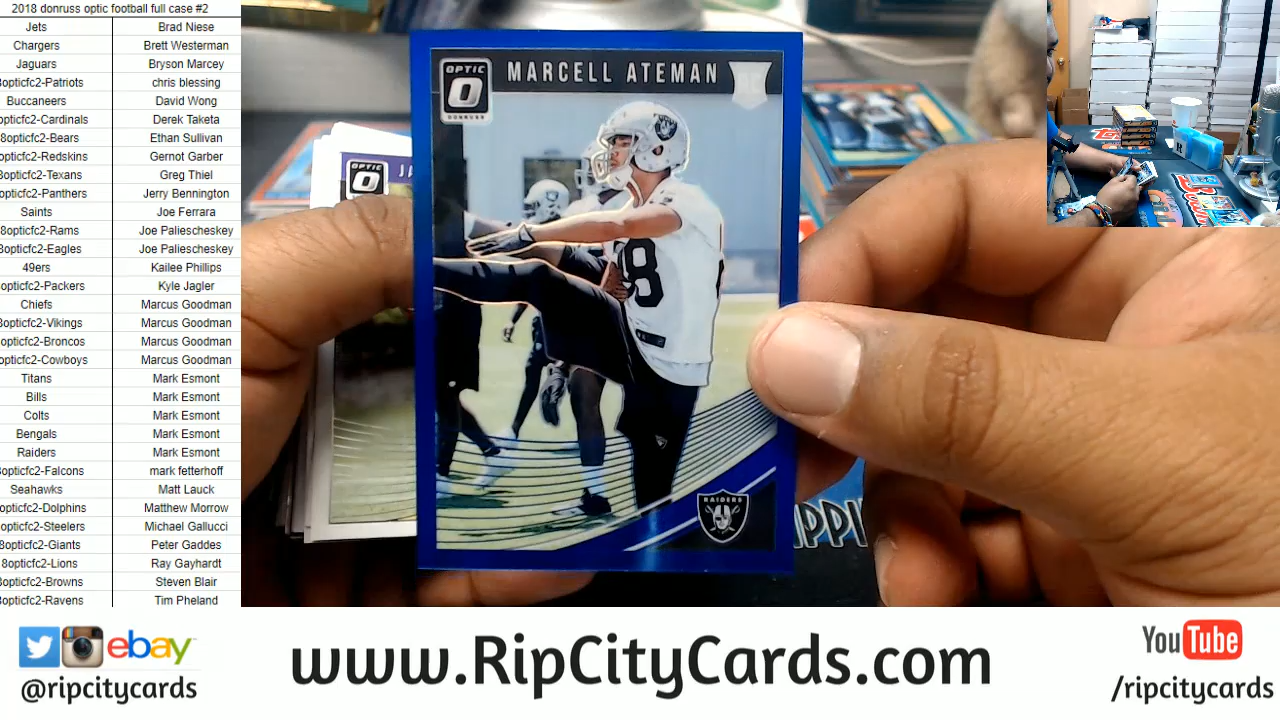 2018 donruss optic football full case #2
Jets Brad Niese
Chargers Brett Westerman
Jaguars Bryson Marcey
8opticfc2-Patriots chris blessing
Buccaneers David Wong
opticfc2-Cardinals Derek Taketa
8opticfc2-Bears Ethan Sullivan
opticfc2-Redskins Gernot Garber
8opticfc2-Texans Greg Thiel
opticfc2-Panthers Jerry Bennington
Saints Joe Ferrara
8opticfc2-Rams Joe Paliescheskey
8opticfc2-Eagles Joe Paliescheskey
49ers Kailee Phillips
opticfc2-Packers Kyle Jagler
Chiefs Marcus Goodman
8opticfc2-Vikings Marcus Goodman
opticfc2-Broncos Marcus Goodman
opticfc2-Cowboys Marcus Goodman
Titans Mark Esmont
Bills Mark Esmont
Colts Mark Esmont
Bengals Mark Esmont
Raiders Mark Esmont
8opticfc2-Falcons mark fetterhoff
Seahawks Matt Lauck
opticfc2-Dolphins Matthew Morrow
opticfc2-Steelers Michael Gallucci
8opticfc2-Giants Peter Gaddes
8opticfc2-Lions Ray Gayhardt
8opticfc2-Browns Steven Blair
8opticfc2-Ravens Tim Pheland
OPTIC
DONRUSS
MARCELL ATEMAN
RAIDERS
OPTIC
JA
8
IPPI
ebay
@ripcitycards
www.RipCityCards.com
YouTube
/ripcitycards